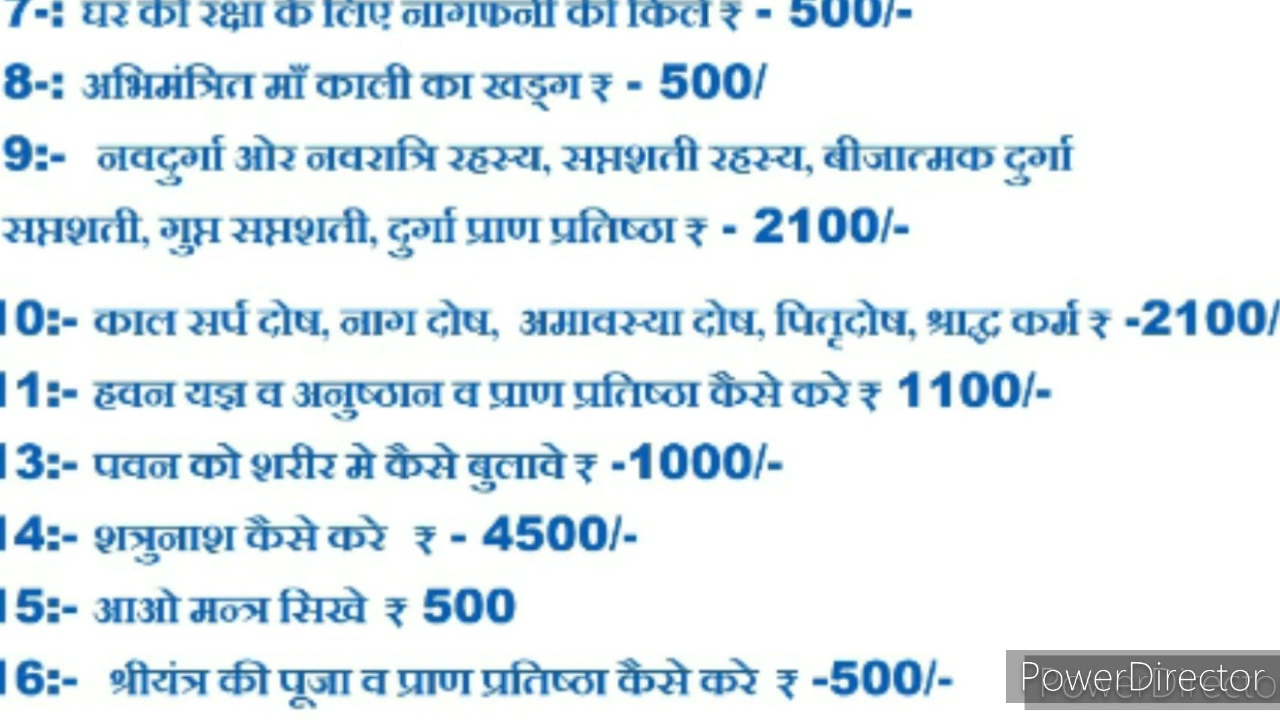 7-: घर की रक्षा के लिए नागफनी की किले ₹ - 500/-
8-: अभिमंत्रित माँ काली का खड्ग ₹ - 500/
9:- नवदुर्गा ओर नवरात्रि रहस्य, सप्तशती रहस्य, बीजात्मक दुर्गा
सप्तशती, गुप्त सप्तशती, दुर्गा प्राण प्रतिष्ठा ₹ - 2100/-
10:- काल सर्प दोष, नाग दोष, अमावस्या दोष, पितृदोष, श्राद्ध कर्म ₹ -2100/
11:- हवन यज्ञ व अनुष्ठान व प्राण प्रतिष्ठा कैसे करे ₹ 1100/-
13:- पवन को शरीर मे कैसे बुलावे ₹ -1000/-
14:- शत्रुनाश कैसे करे ₹ - 4500/-
15:- आओ मन्त्र सिखे ₹ 500
16:- श्रीयंत्र की पूजा व प्राण प्रतिष्ठा कैसे करे ₹ -500/-
PowerDirector